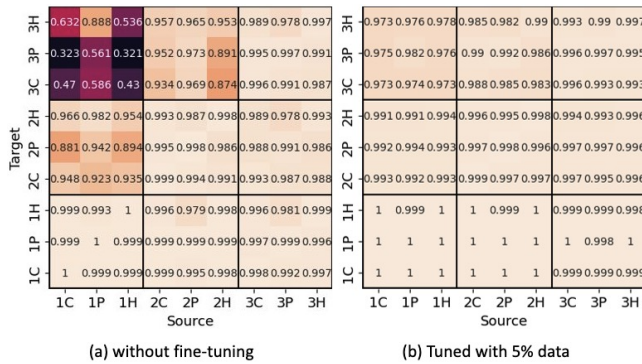 3H 0.632 0.888 0.536 0.957 0.965 0.953 0.989 0.978 0.997
3P 0.323 0.561 0.321 0.952 0.973 0.891 0.995 0.997 0.991
3C 0.47 0.586 0.43 0.934 0.969 0.874 0.996 0.991 0.987
2H 0.966 0.982 0.954 0.993 0.987 0.998 0.989 0.978 0.993
2P 0.881 0.942 0.894 0.995 0.998 0.986 0.988 0.991 0.986
2C 0.948 0.923 0.935 0.999 0.994 0.991 0.993 0.987 0.988
1H 0.999 0.993 1 0.996 0.979 0.998 0.996 0.981 0.999
1P 0.999 1 0.999 0.999 0.999 0.999 0.997 0.999 0.996
1C 1 0.999 0.999 0.999 0.995 0.998 0.998 0.992 0.997
Target
1C 1P 1H 2C 2P 2H 3C 3P 3H
Source
(a) without fine-tuning
0.973 0.976 0.978 0.985 0.982 0.99 0.993 0.99 0.997
0.975 0.982 0.976 0.99 0.992 0.986 0.996 0.997 0.995
0.973 0.974 0.973 0.988 0.985 0.983 0.996 0.993 0.993
0.991 0.991 0.994 0.996 0.993 0.998 0.994 0.993 0.996
0.992 0.994 0.993 0.997 0.998 0.996 0.997 0.997 0.996
0.993 0.992 0.993 0.999 0.999 0.997 0.997 0.995 0.996
1 0.999 1 1 0.999 1 0.999 0.999 0.998
1 1 1 1 1 1 1 0.998 1
1 1 1 1 1 1 0.999 0.999 0.999
1C 1P 1H 2C 2P 2H 3C 3P 3H
Source
(b) Tuned with 5% data